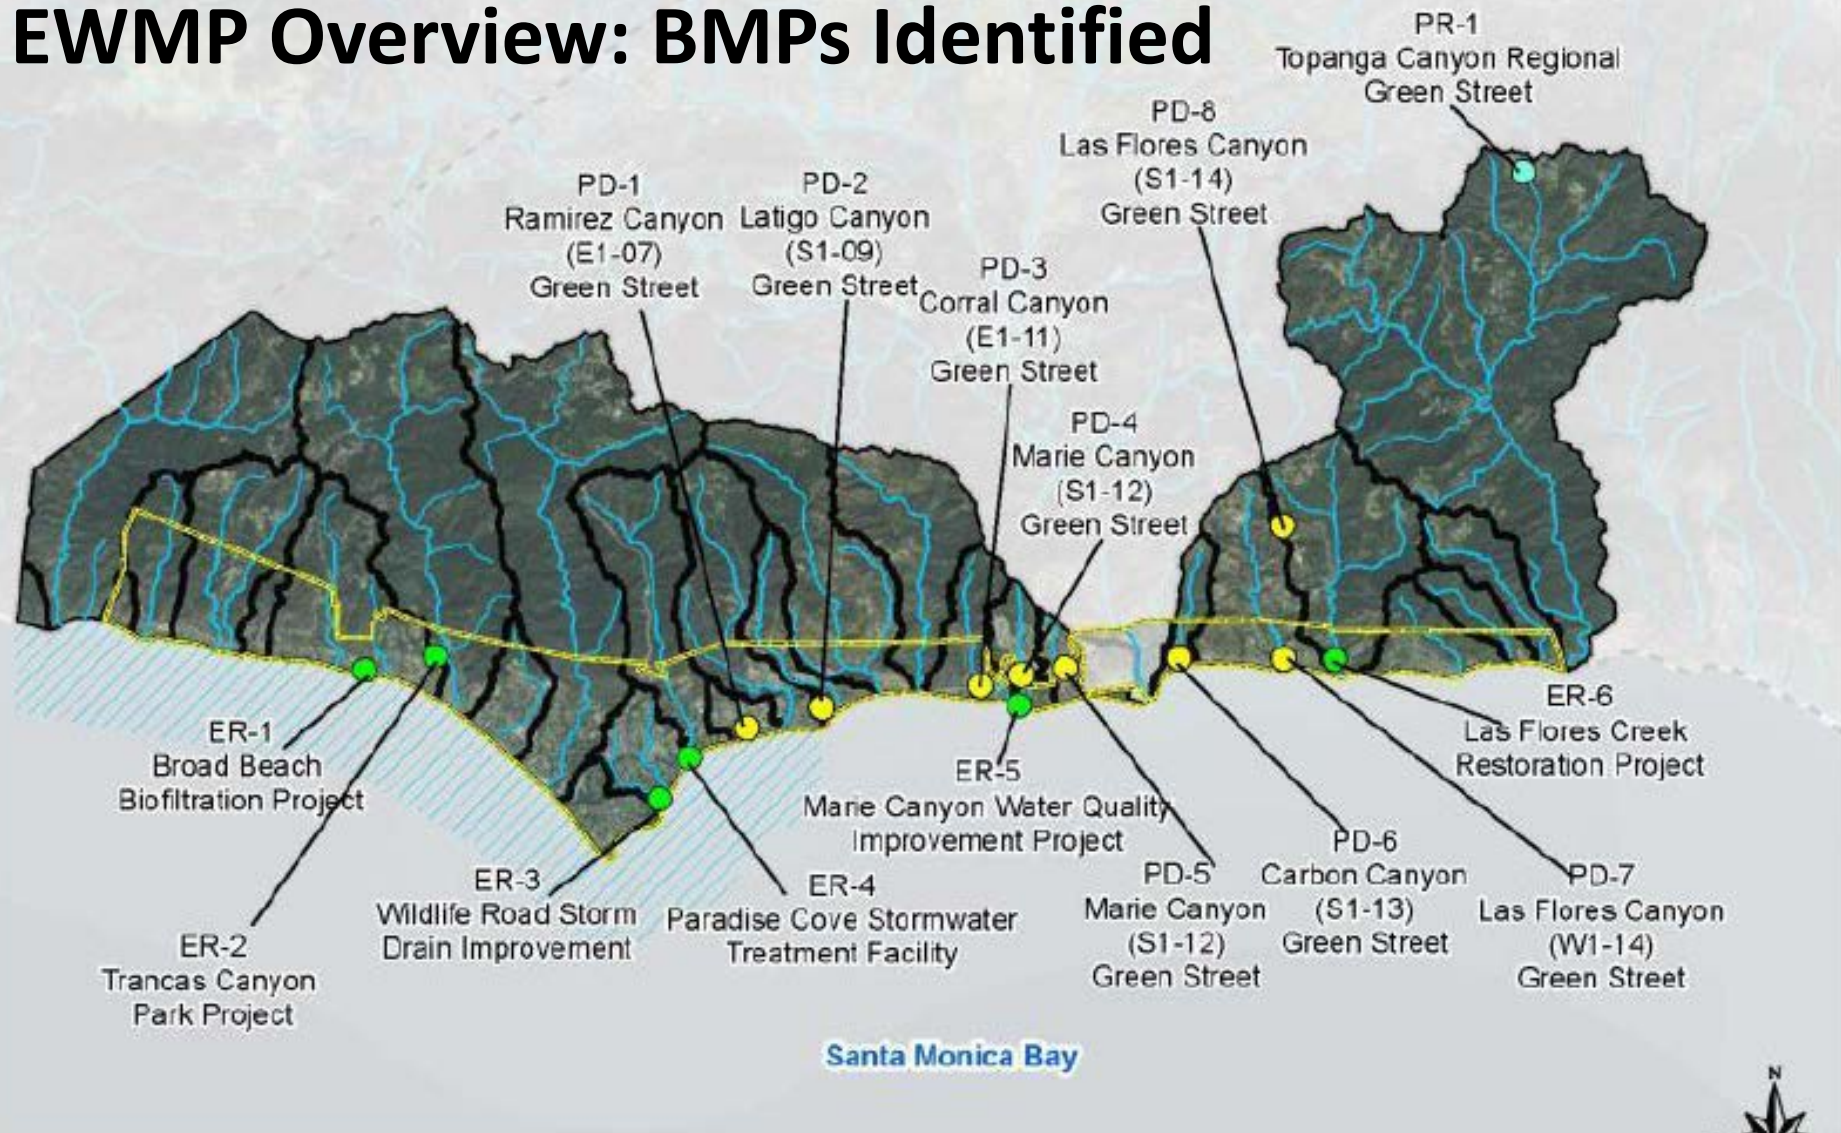 EWMP Overview: BMPs Identified
PR-1
Topanga Canyon Regional
Green Street
PD-8
Las Flores Canyon
(S1-14)
Green Street
PD-1
Ramirez Canyon
(E1-07)
Green Street
PD-2
Latigo Canyon
(S1-09)
Green Street
PD-3
Corral Canyon
(E1-11)
Green Street
PD-4
Marie Canyon
(S1-12)
Green Street
ER-1
Broad Beach
Biofiltration Project
ER-2
Trancas Canyon
Park Project
ER-3
Wildlife Road Storm
Drain Improvement
ER-4
Paradise Cove Stormwater
Treatment Facility
ER-5
Marie Canyon Water Quality
Improvement Project
PD-5
Marie Canyon
(S1-12)
Green Street
PD-6
Carbon Canyon
(S1-13)
Green Street
PD-7
Las Flores Canyon
(W1-14)
Green Street
ER-6
Las Flores Creek
Restoration Project
Santa Monica Bay
N